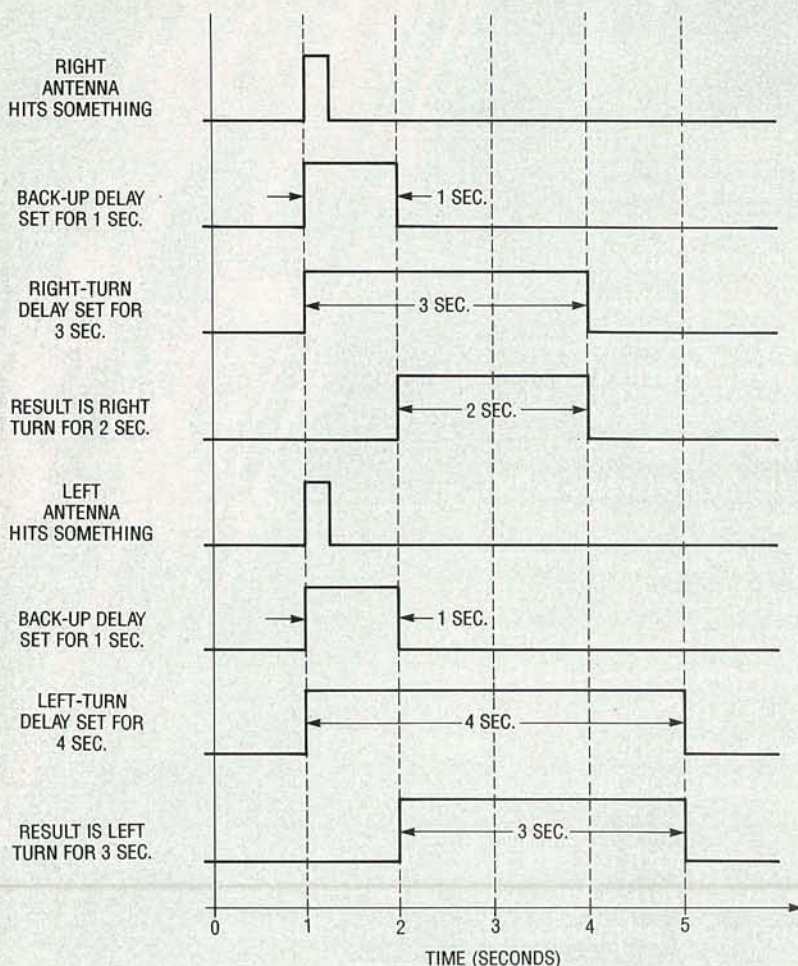 RIGHT
ANTENNA
HITS SOMETHING
BACK-UP DELAY
SET FOR 1 SEC.
1 SEC.
RIGHT-TURN
DELAY SET FOR
3 SEC.
3 SEC.
RESULT IS RIGHT
TURN FOR 2 SEC.
2 SEC.
LEFT
ANTENNA
HITS SOMETHING
BACK-UP DELAY
SET FOR 1 SEC.
1 SEC.
LEFT-TURN
DELAY SET FOR
4 SEC.
4 SEC.
RESULT IS LEFT
TURN FOR 3 SEC.
3 SEC.
0 1 2 3 4 5
TIME (SECONDS)